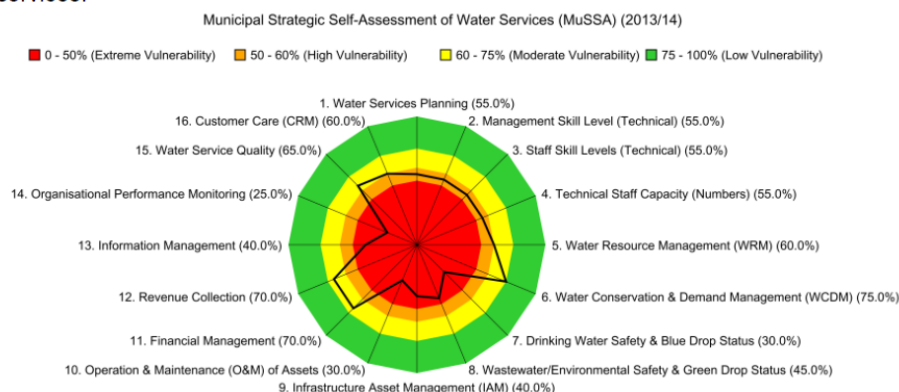 Municipal Strategic Self-Assessment of Water Services (MuSSA) (2013/14)
0 - 50% (Extreme Vulnerability) 50 - 60% (High Vulnerability) 60 - 75% (Moderate Vulnerability) 75 - 100% (Low Vulnerability)
1. Water Services Planning (55.0%)
16. Customer Care (CRM) (60.0%)
2. Management Skill Level (Technical) (55.0%)
15. Water Service Quality (65.0%)
3. Staff Skill Levels (Technical) (55.0%)
14. Organisational Performance Monitoring (25.0%)
4. Technical Staff Capacity (Numbers) (55.0%)
13. Information Management (40.0%)
5. Water Resource Management (WRM) (60.0%)
12. Revenue Collection (70.0%)
6. Water Conservation & Demand Management (WCDM) (75.0%)
11. Financial Management (70.0%)
7. Drinking Water Safety & Blue Drop Status (30.0%)
10. Operation & Maintenance (O&M) of Assets (30.0%)
8. Wastewater/Environmental Safety & Green Drop Status (45.0%)
9. Infrastructure Asset Management (IAM) (40.0%)